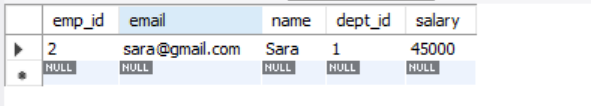 emp_id email name dept_id salary
2 sara@gmail.com Sara 1 45000
NULL NULL NULL NULL NULL